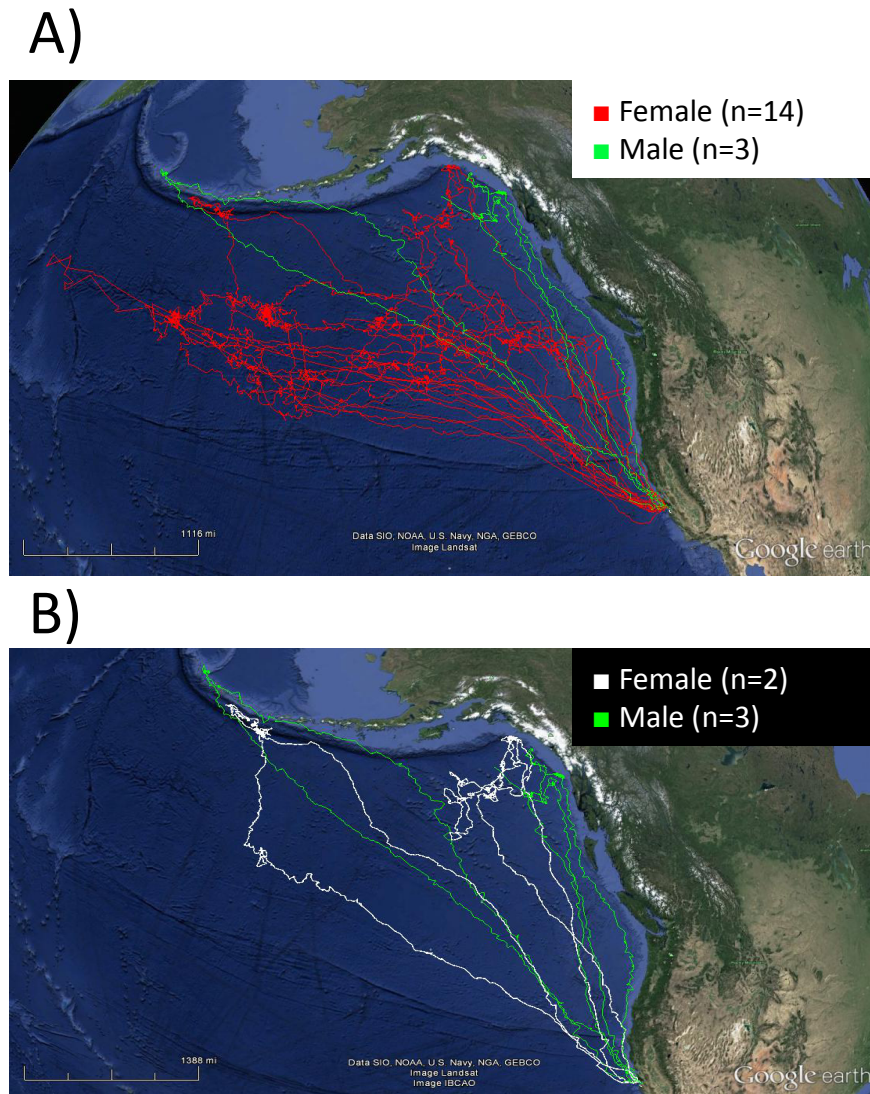 A)
Female (n=14)
Male (n=3)
1116 mi
Data SIO, NOAA, U.S. Navy, NGA, GEBCO
Image Landsat
Google earth
B)
Female (n=2)
Male (n=3)
1388 mi
Data SIO, NOAA, U.S. Navy, NGA, GEBCO
Image Landsat
Image IBCAO
Google earth